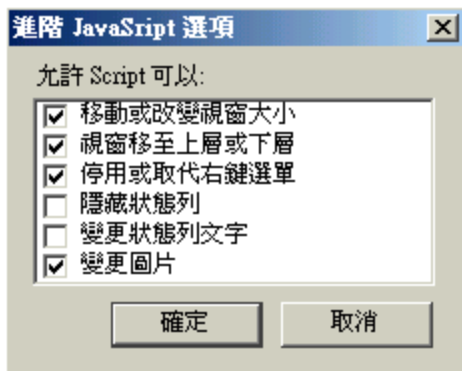 進階 JavaSript 選項
允許 Script 可以:
移動或改變視窗大小
視窗移至上層或下層
停用或取代右鍵選單
隱藏狀態列
變更狀態列文字
變更圖片
確定
取消